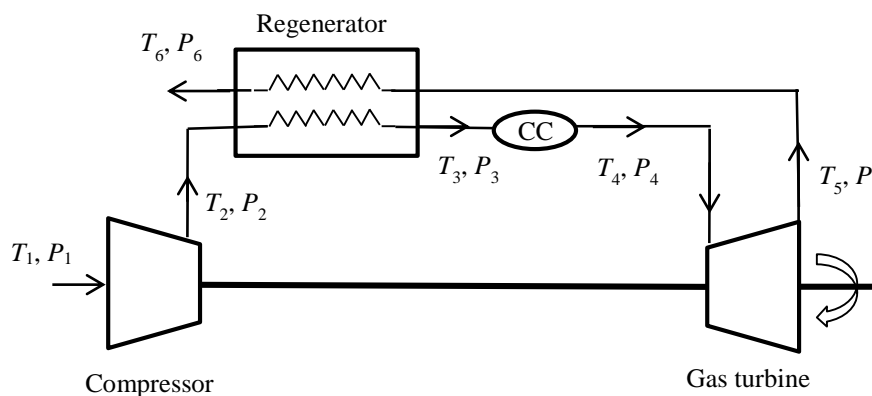 Regenerator
T6, P6
CC
T3, P3
T4, P4
T5, P
T2, P2
T1, P1
Compressor
Gas turbine